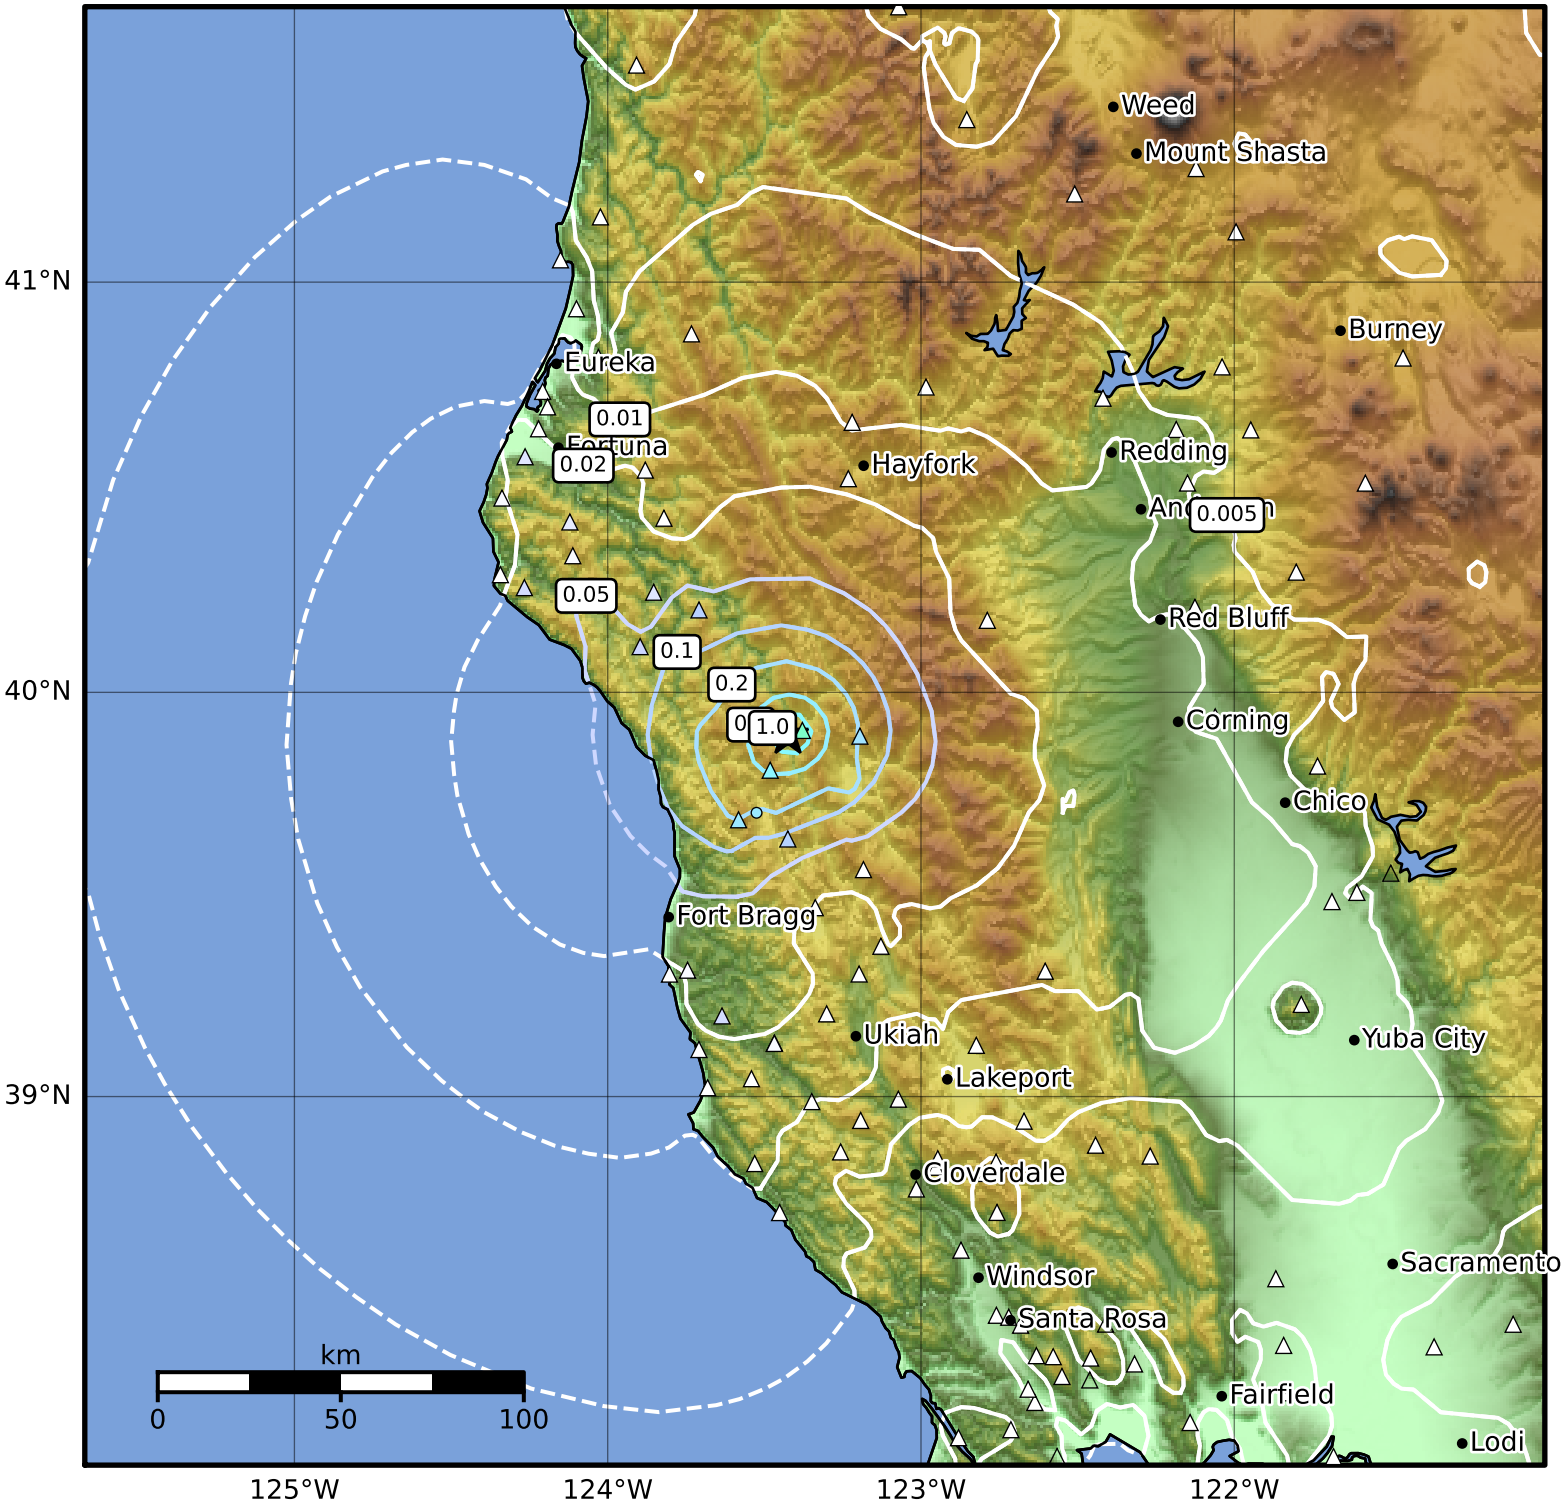 Weed
Mount Shasta
41°N
Burney
Eureka
0.01
Fortuna
0.02
Hayfork
Redding
0.005
0.05
Red Bluff
0.1
40°N
0.2
1.0
Corning
Chico
Fort Bragg
Ukiah
Yuba City
Lakeport
39°N
Cloverdale
Sacramento
Windsor
Santa Rosa
km
Fairfield
0 50 100
Lodi
125°W 124°W 123°W 122°W